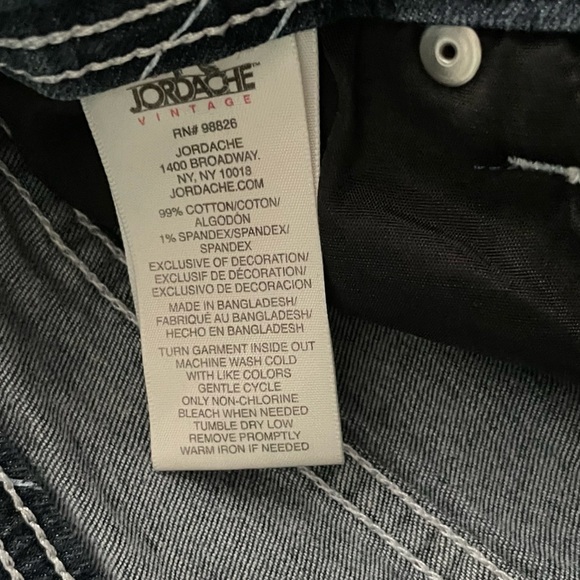 JORDACHE™
VINTAGE
RN# 98826
JORDACHE
1400 BROADWAY.
NY, NY 10018
JORDACHE.COM
99% COTTON/COTON/
ALGODÓN
1% SPANDEX/SPANDEX/
SPANDEX
EXCLUSIVE OF DECORATION/
EXCLUSIF DE DÉCORATION/
EXCLUSIVO DE DECORACION
MADE IN BANGLADESH/
FABRIQUÉ AU BANGLADESH/
HECHO EN BANGLADESH
TURN GARMENT INSIDE OUT
MACHINE WASH COLD
WITH LIKE COLORS
GENTLE CYCLE
ONLY NON-CHLORINE
BLEACH WHEN NEEDED
TUMBLE DRY LOW
REMOVE PROMPTLY
WARM IRON IF NEEDED